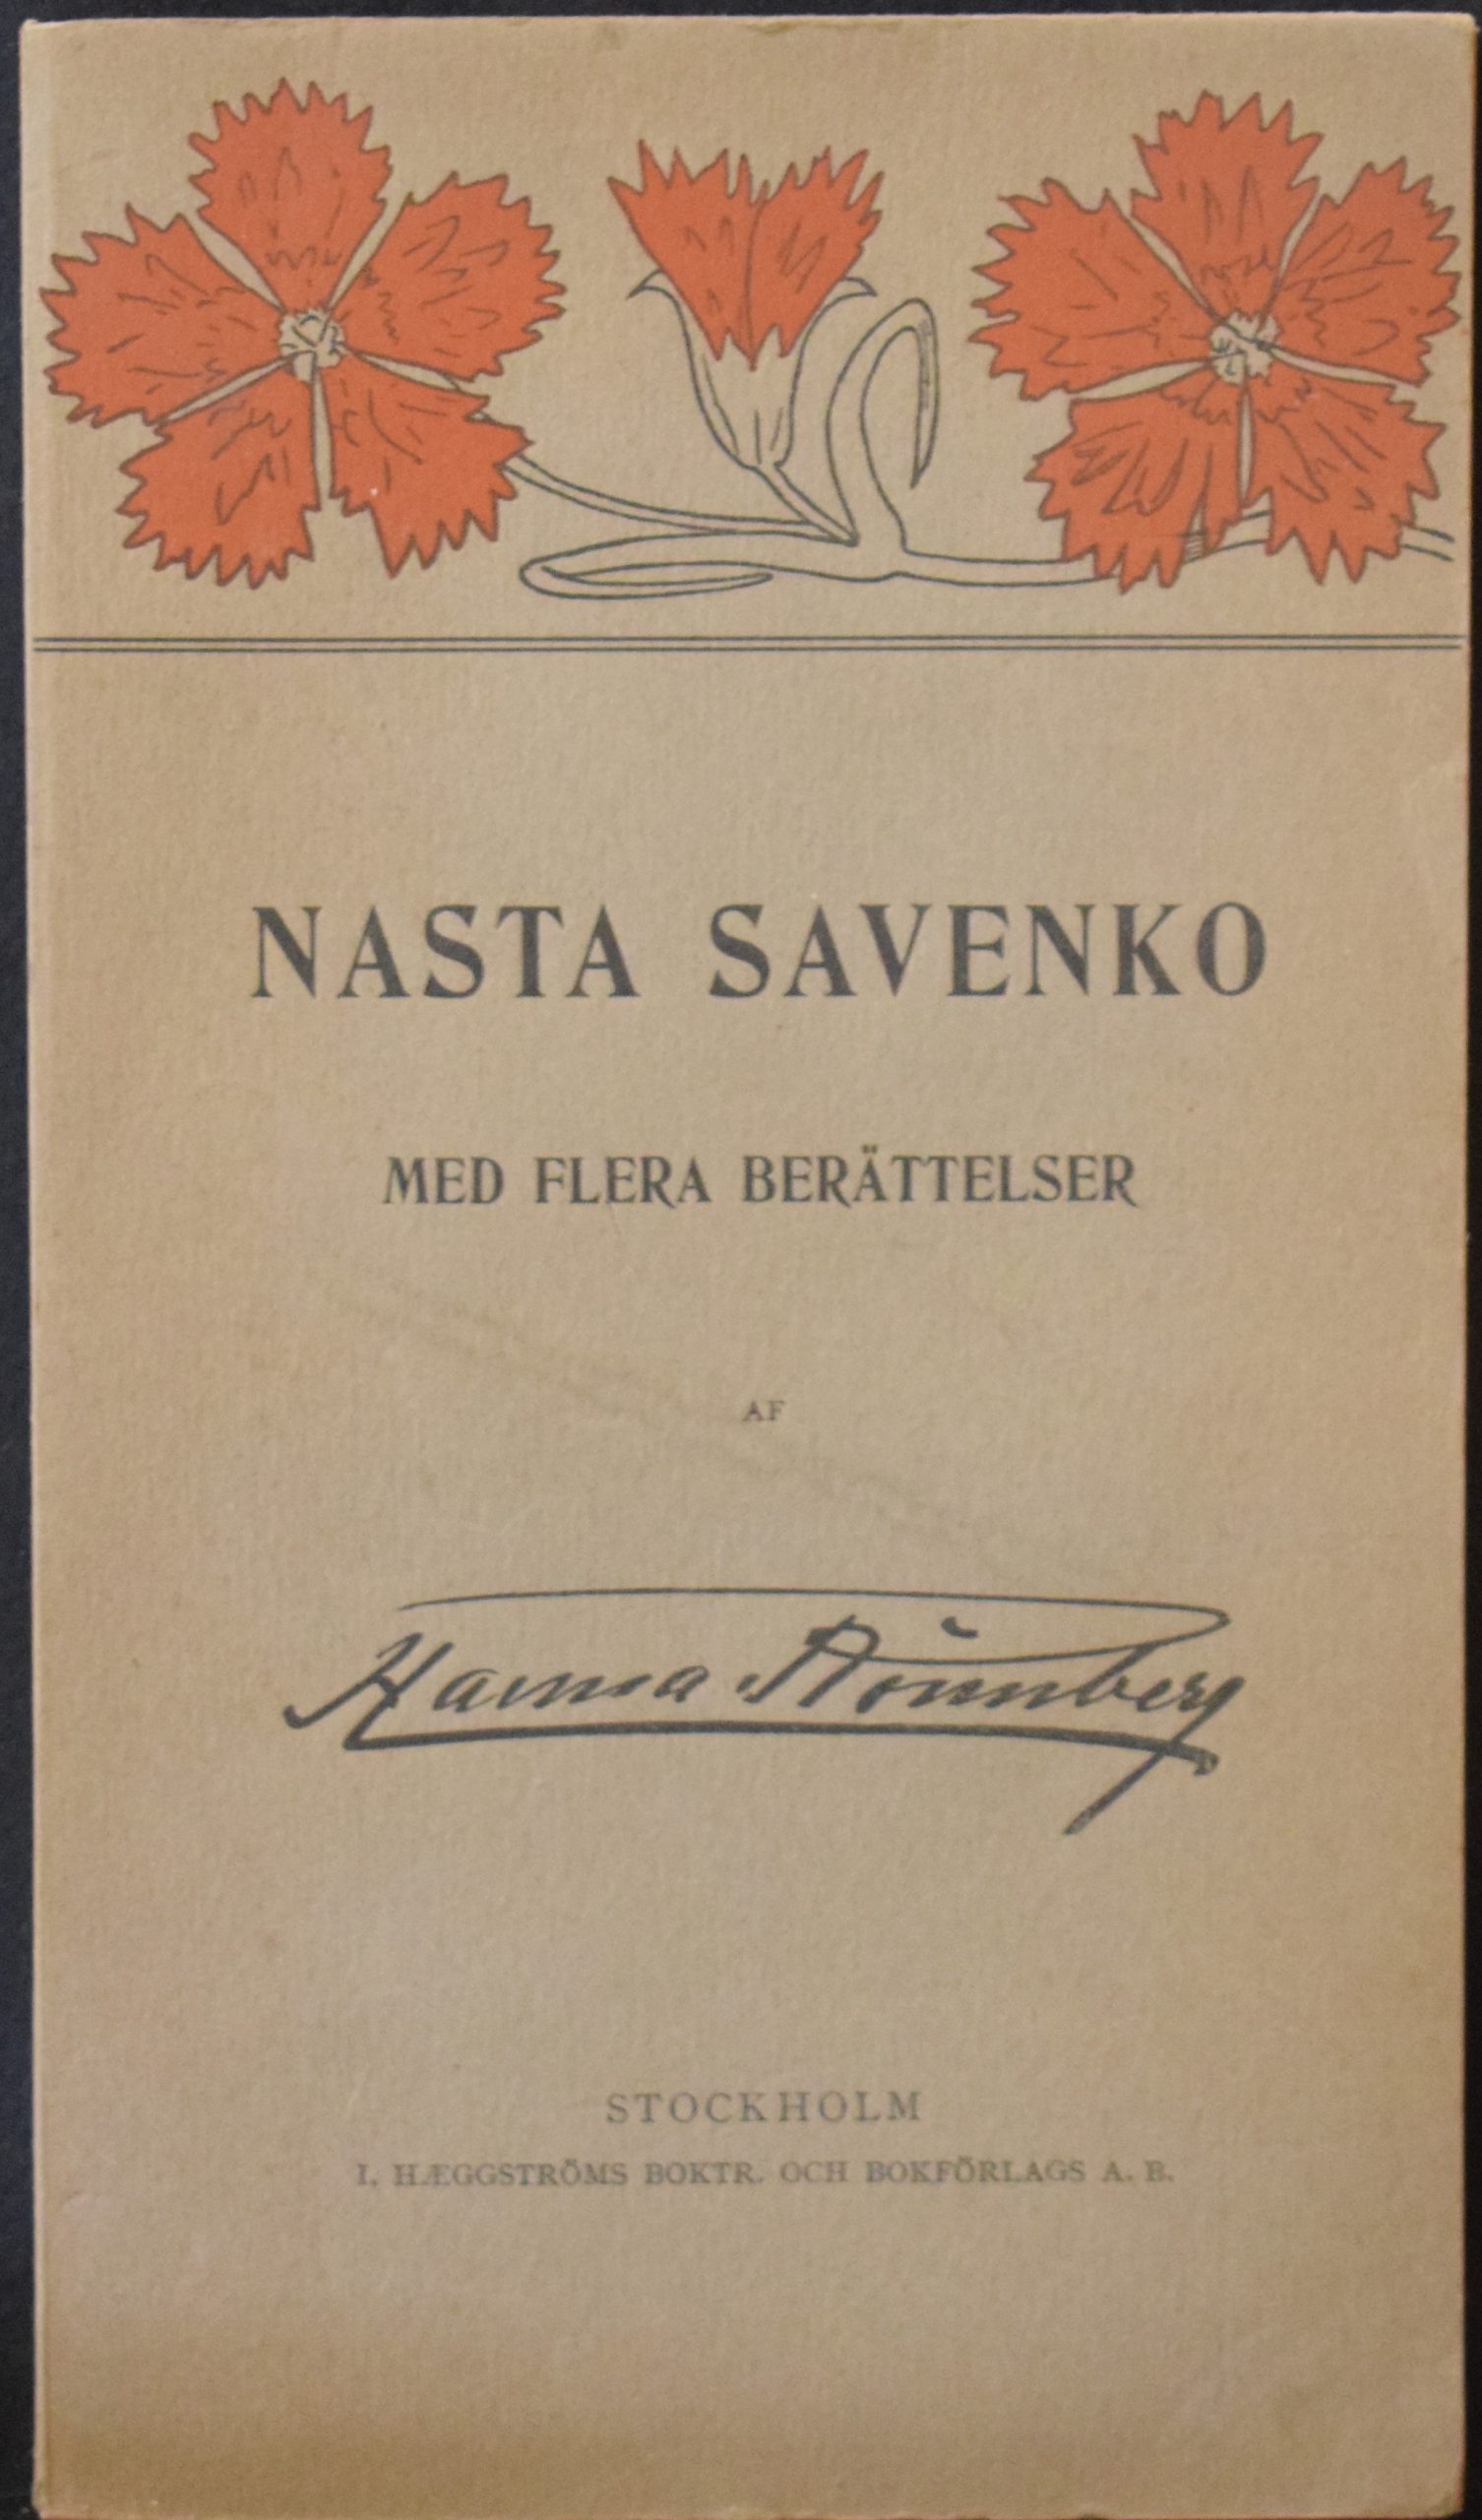 NASTA SAVENKO
MED FLERA BERÄTTELSER
AF
Hanna Rönnberg
STOCKHOLM
I. HÆGGSTRÖMS BOKTR. OCH BOKFÖRLAGS A. B.